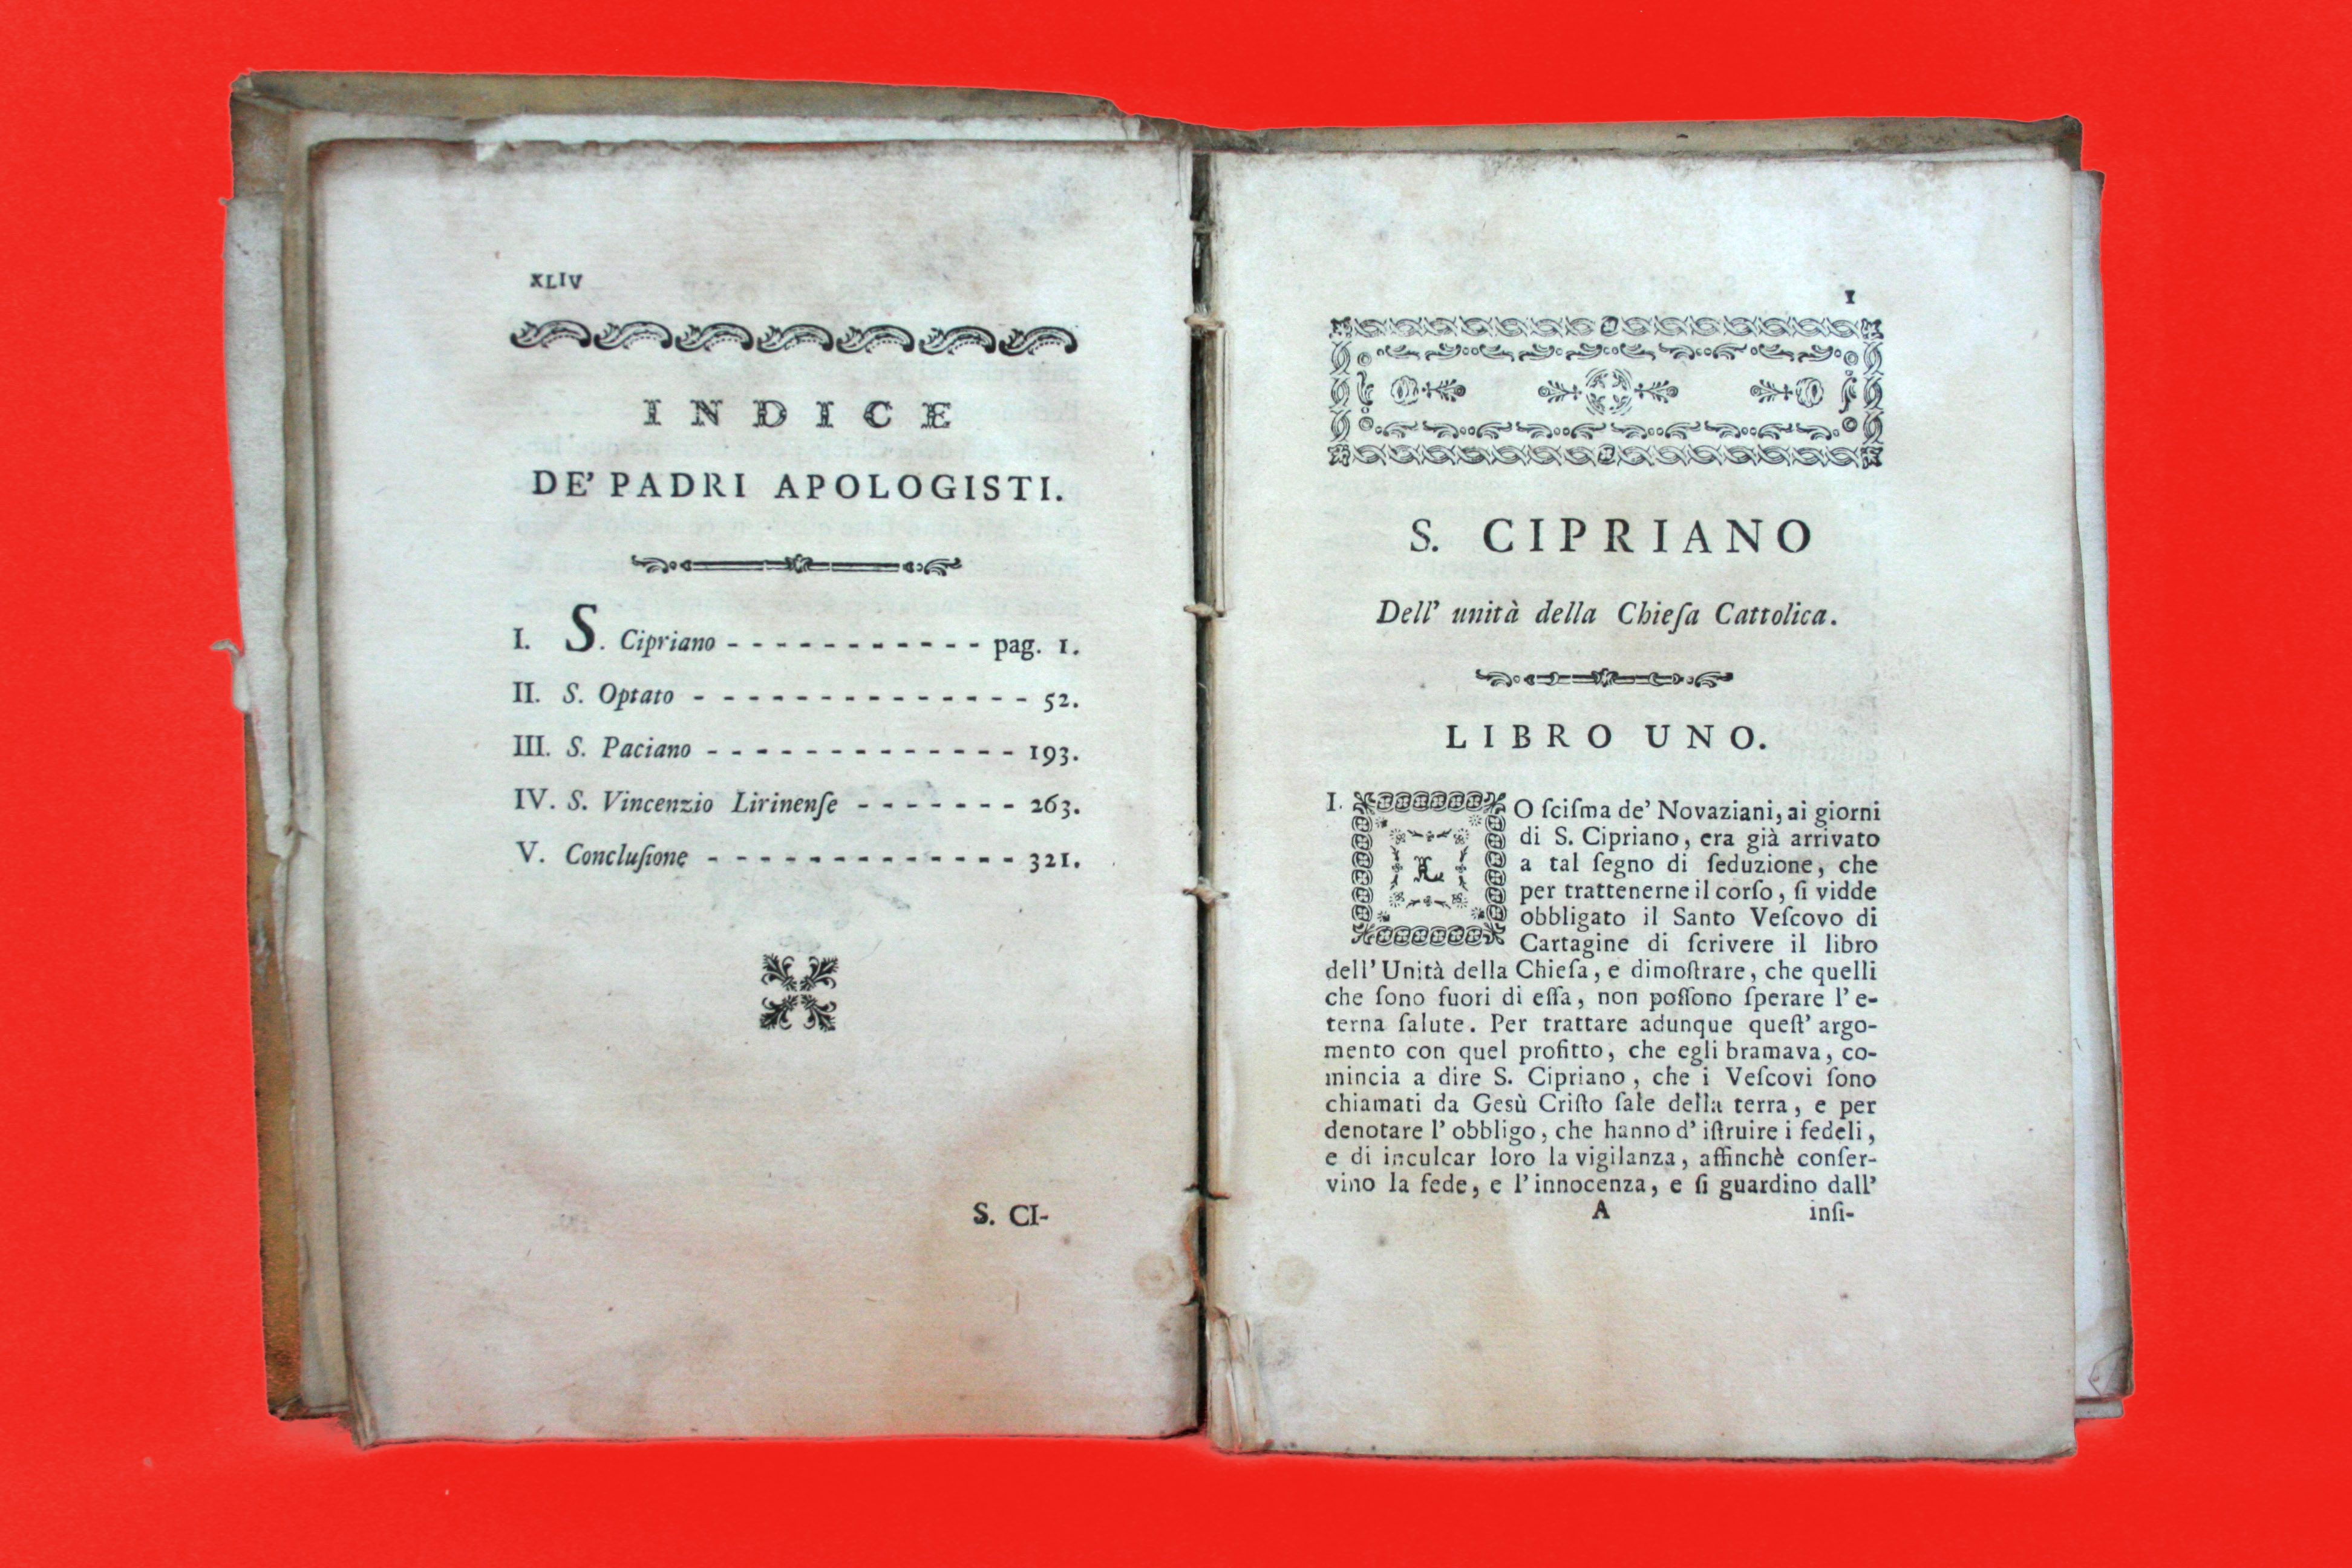 XLIV
INDICE
DE' PADRI APOLOGISTI.
I. S. Cipriano - - - - - - - - - - - pag. 1.
II. S. Optato - - - - - - - - - - - - - - 52.
III. S. Paciano - - - - - - - - - - - - - 193.
IV. S. Vincenzio Lirinenſe - - - - - - - 263.
V. Concluſione - - - - - - - - - - - - - 321.
S. CI-
1
S. CIPRIANO
Dell' unità della Chieſa Cattolica.
LIBRO UNO.
I. LO ſciſma de' Novaziani, ai giorni
di S. Cipriano, era già arrivato
a tal ſegno di ſeduzione, che
per trattenerne il corſo, ſi vidde
obbligato il Santo Veſcovo di
Cartagine di ſcrivere il libro
dell' Unità della Chieſa, e dimoſtrare, che quelli
che ſono fuori di eſſa, non poſſono ſperare l' e-
terna ſalute. Per trattare adunque queſt' argo-
mento con quel profitto, che egli bramava, co-
mincia a dire S. Cipriano, che i Veſcovi ſono
chiamati da Gesù Criſto ſale della terra, e per
denotare l' obbligo, che hanno d' iſtruire i fedeli,
e di inculcar loro la vigilanza, affinchè conſer-
vino la fede, e l' innocenza, e ſi guardino dall'
A inſi-